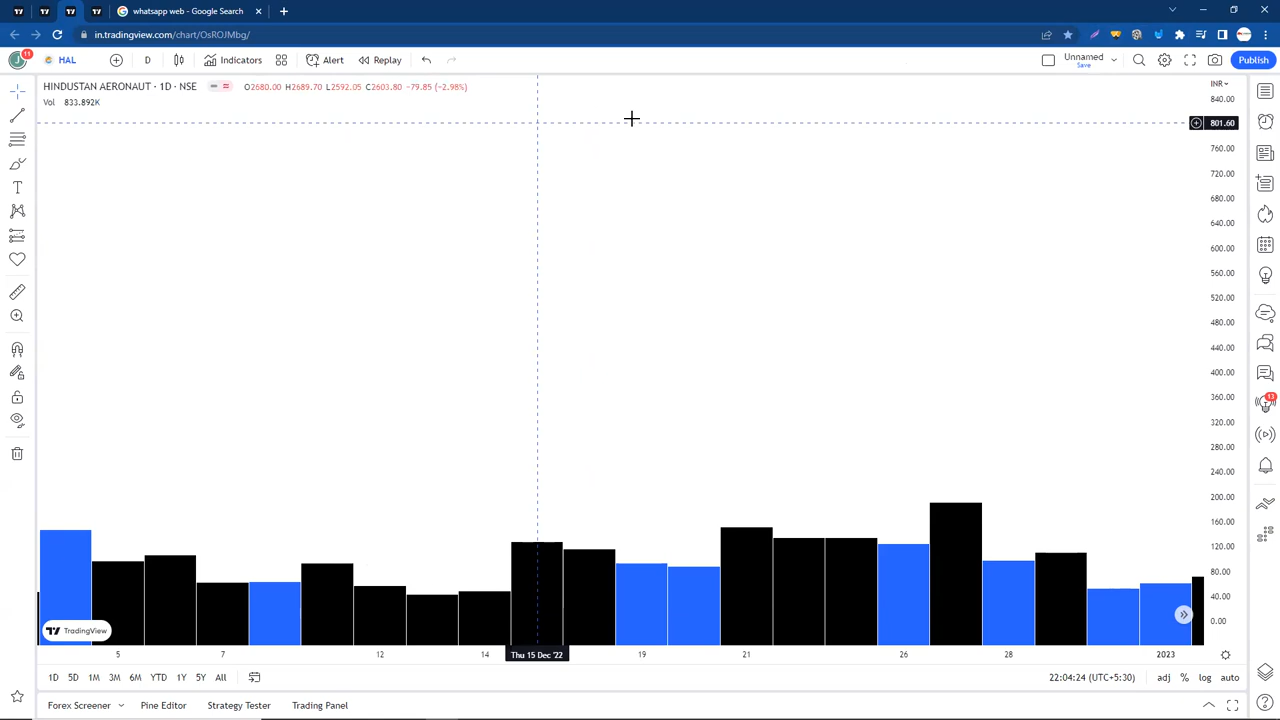 whatsapp web - Google Search
in.tradingview.com/chart/OsROJMbg/
11
HAL
D
Indicators
Alert
Replay
Unnamed
Save
Publish
HINDUSTAN AERONAUT · 1D · NSE
O2680.00 H2689.70 L2592.05 C2603.80 −79.85 (−2.98%)
Vol 833.892K
INR
840.00
801.60
760.00
720.00
680.00
640.00
600.00
560.00
520.00
480.00
440.00
400.00
360.00
320.00
280.00
240.00
200.00
160.00
120.00
80.00
40.00
0.00
13
TradingView
5
7
12
14
Thu 15 Dec '22
19
21
26
28
2023
1D 5D 1M 3M 6M YTD 1Y 5Y All
22:04:24 (UTC+5:30)
adj % log auto
Forex Screener
Pine Editor
Strategy Tester
Trading Panel